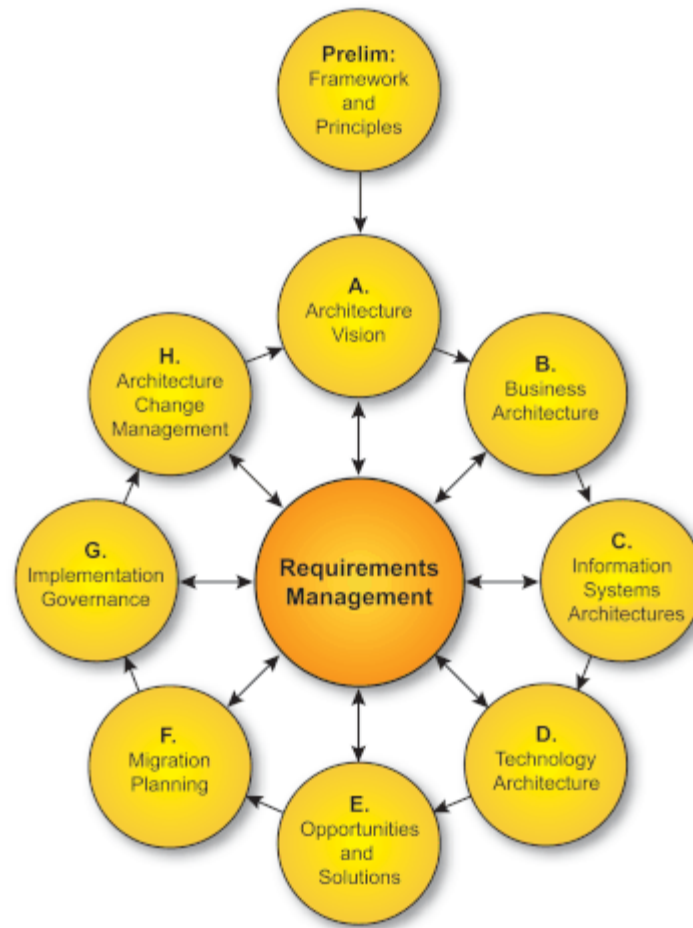 Prelim:
Framework
and
Principles
A.
Architecture
Vision
B.
Business
Architecture
C.
Information
Systems
Architectures
D.
Technology
Architecture
E.
Opportunities
and
Solutions
F.
Migration
Planning
G.
Implementation
Governance
H.
Architecture
Change
Management
Requirements
Management